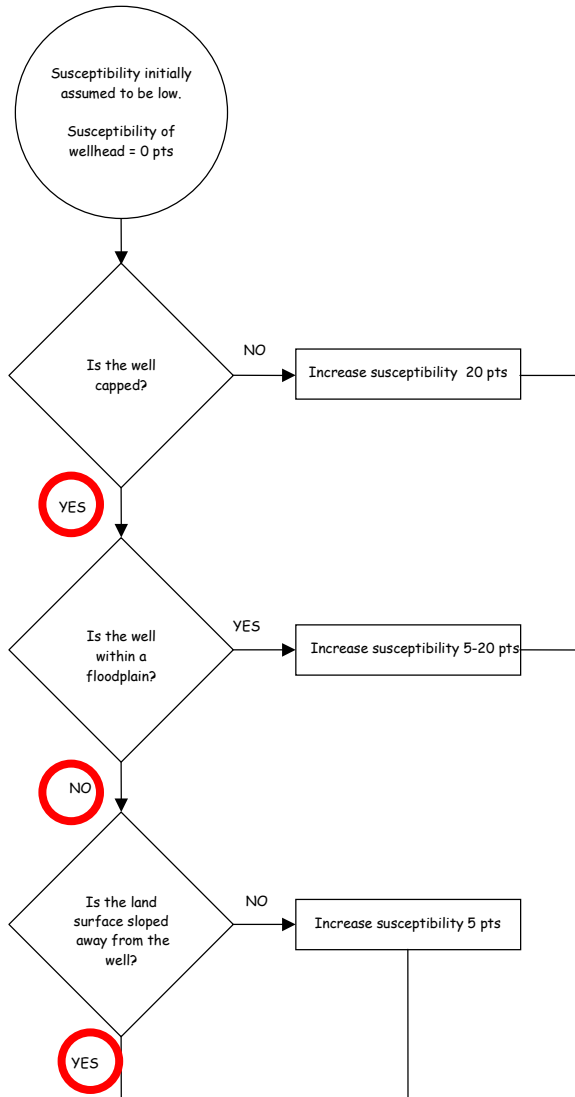 Susceptibility initially
assumed to be low.
Susceptibility of
wellhead = 0 pts
Is the well
capped?
NO
Increase susceptibility 20 pts
YES
Is the well
within a
floodplain?
YES
Increase susceptibility 5-20 pts
NO
Is the land
surface sloped
away from the
well?
NO
Increase susceptibility 5 pts
YES